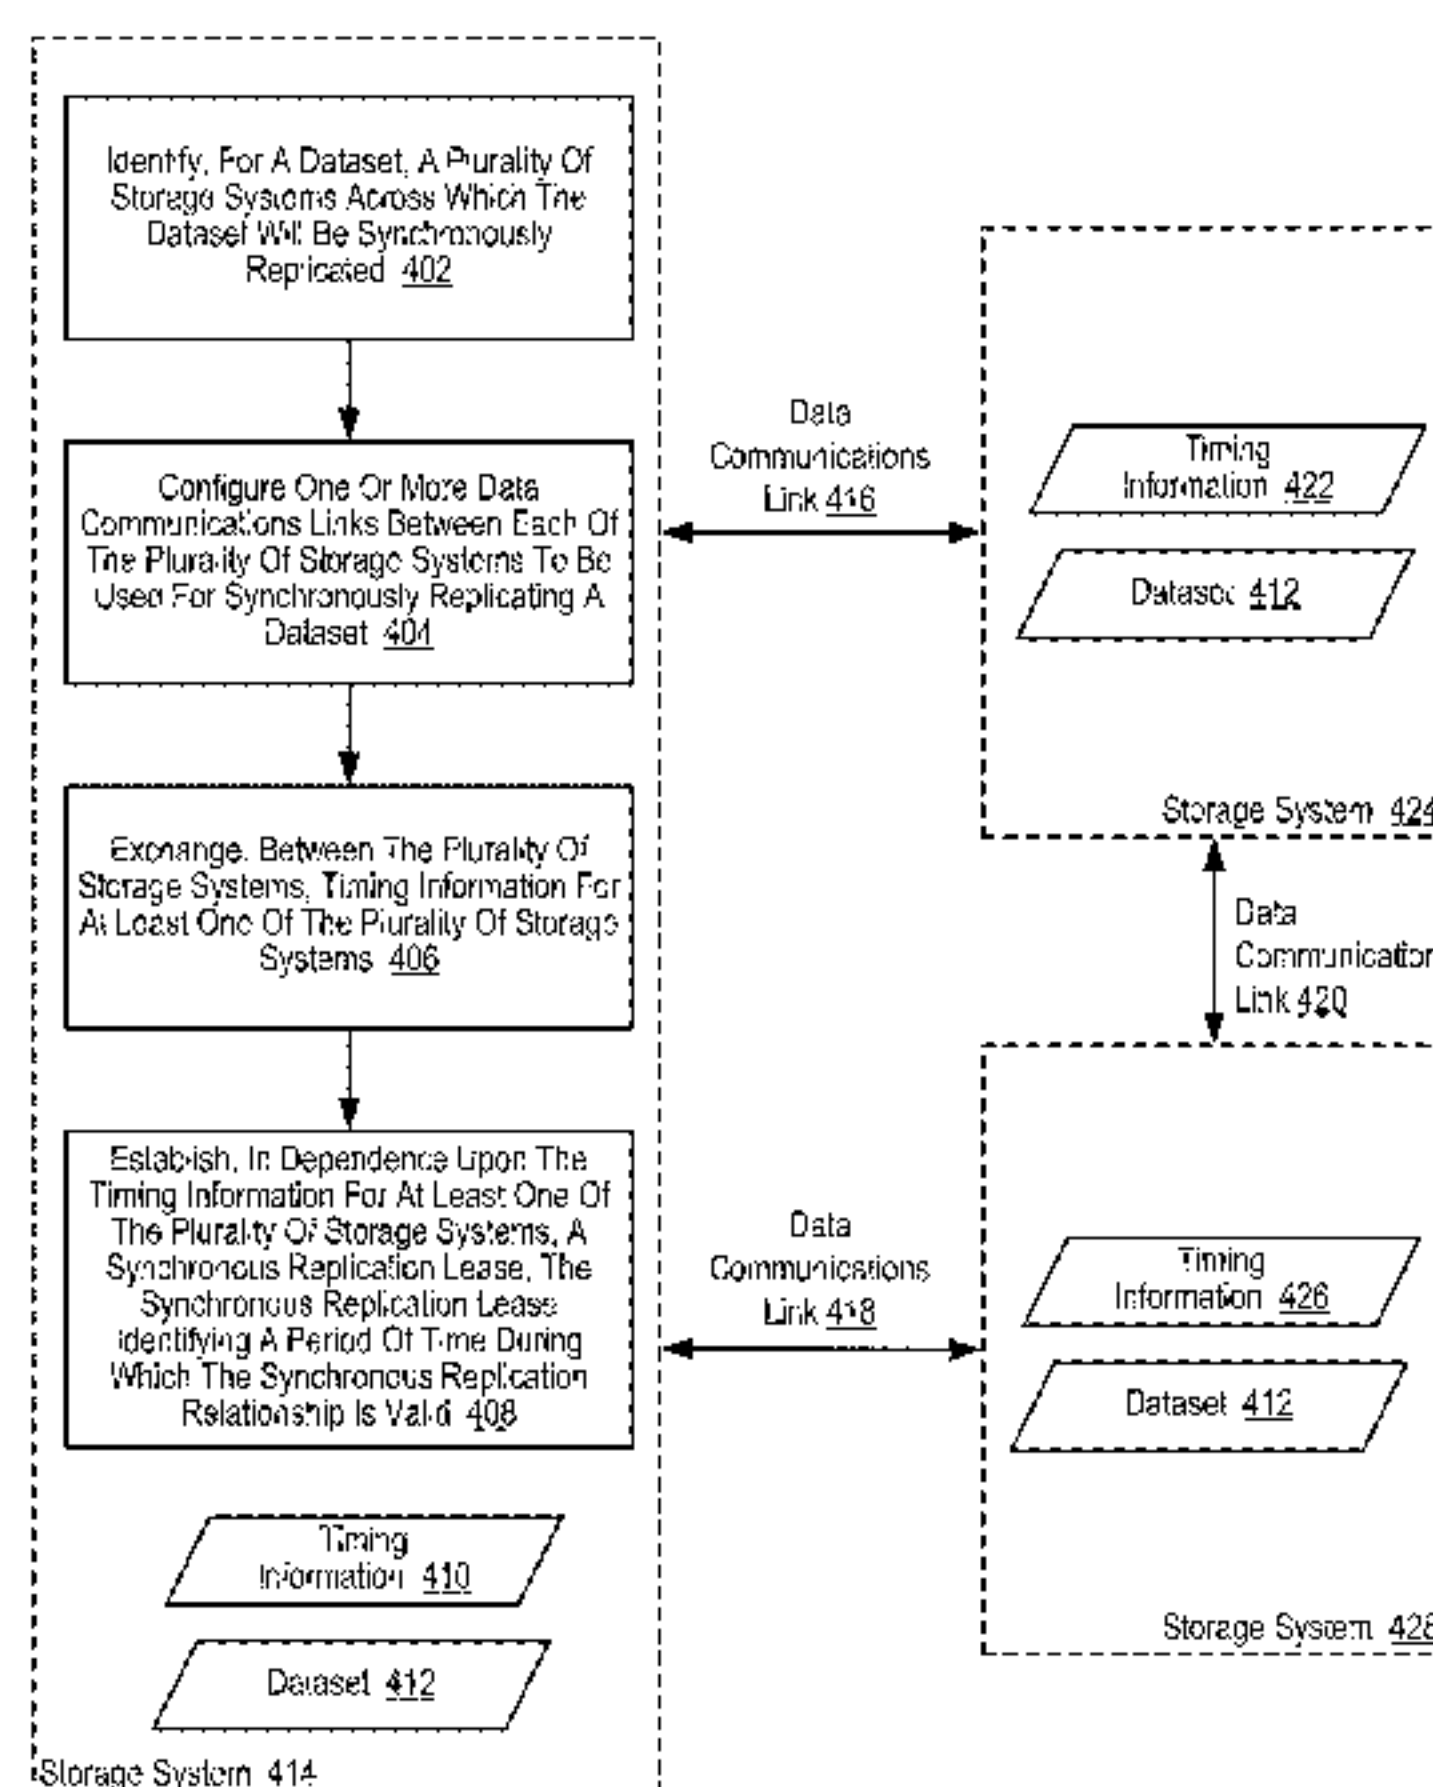 Identify, For A Dataset, A Plurality Of
Storage Systems Across Which The
Dataset Will Be Synchronously
Replicated 402
Configure One Or More Data
Communications Links Between Each Of
The Plurality Of Storage Systems To Be
Used For Synchronously Replicating A
Dataset 404
Exchange, Between The Plurality Of
Storage Systems, Timing Information For
At Least One Of The Plurality Of Storage
Systems 406
Establish, In Dependence Upon The
Timing Information For At Least One Of
The Plurality Of Storage Systems, A
Synchronous Replication Lease, The
Synchronous Replication Lease
Identifying A Period Of Time During
Which The Synchronous Replication
Relationship Is Valid 408
Timing
Information 410
Dataset 412
Storage System 414
Data
Communications
Link 416
Timing
Information 422
Dataset 412
Storage System 424
Data
Communication
Link 420
Data
Communications
Link 418
Timing
Information 426
Dataset 412
Storage System 428